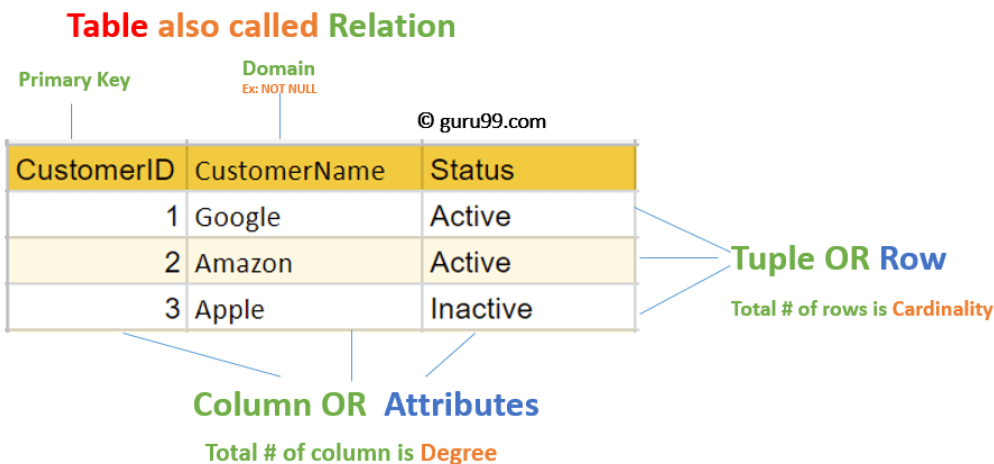 Table also called Relation
Primary Key
Domain
Ex: NOT NULL
© guru99.com
CustomerID CustomerName Status
1 Google Active
2 Amazon Active
3 Apple Inactive
Tuple OR Row
Total # of rows is Cardinality
Column OR Attributes
Total # of column is Degree